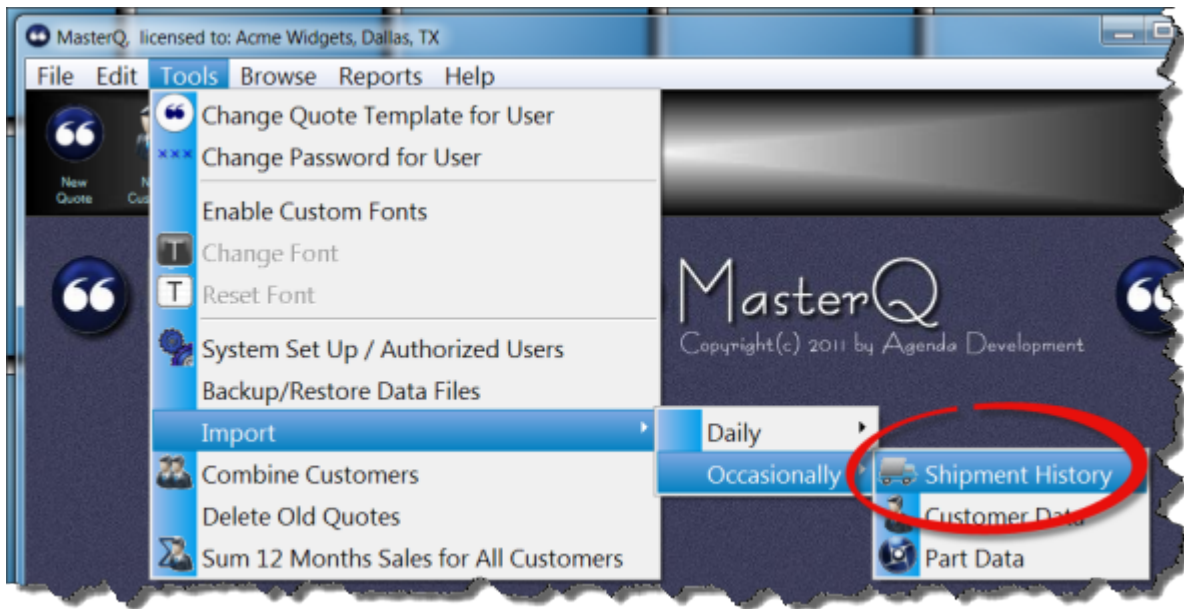 MasterQ, licensed to: Acme Widgets, Dallas, TX
File Edit Tools Browse Reports Help
Change Quote Template for User
xxx Change Password for User
New
Quote
Enable Custom Fonts
T Change Font
T Reset Font
MasterQ
Copyright(c) 2011 by Agenda Development
System Set Up / Authorized Users
Backup/Restore Data Files
Import
Daily
Occasionally
Shipment History
Customer Data
Part Data
Combine Customers
Delete Old Quotes
Sum 12 Months Sales for All Customers